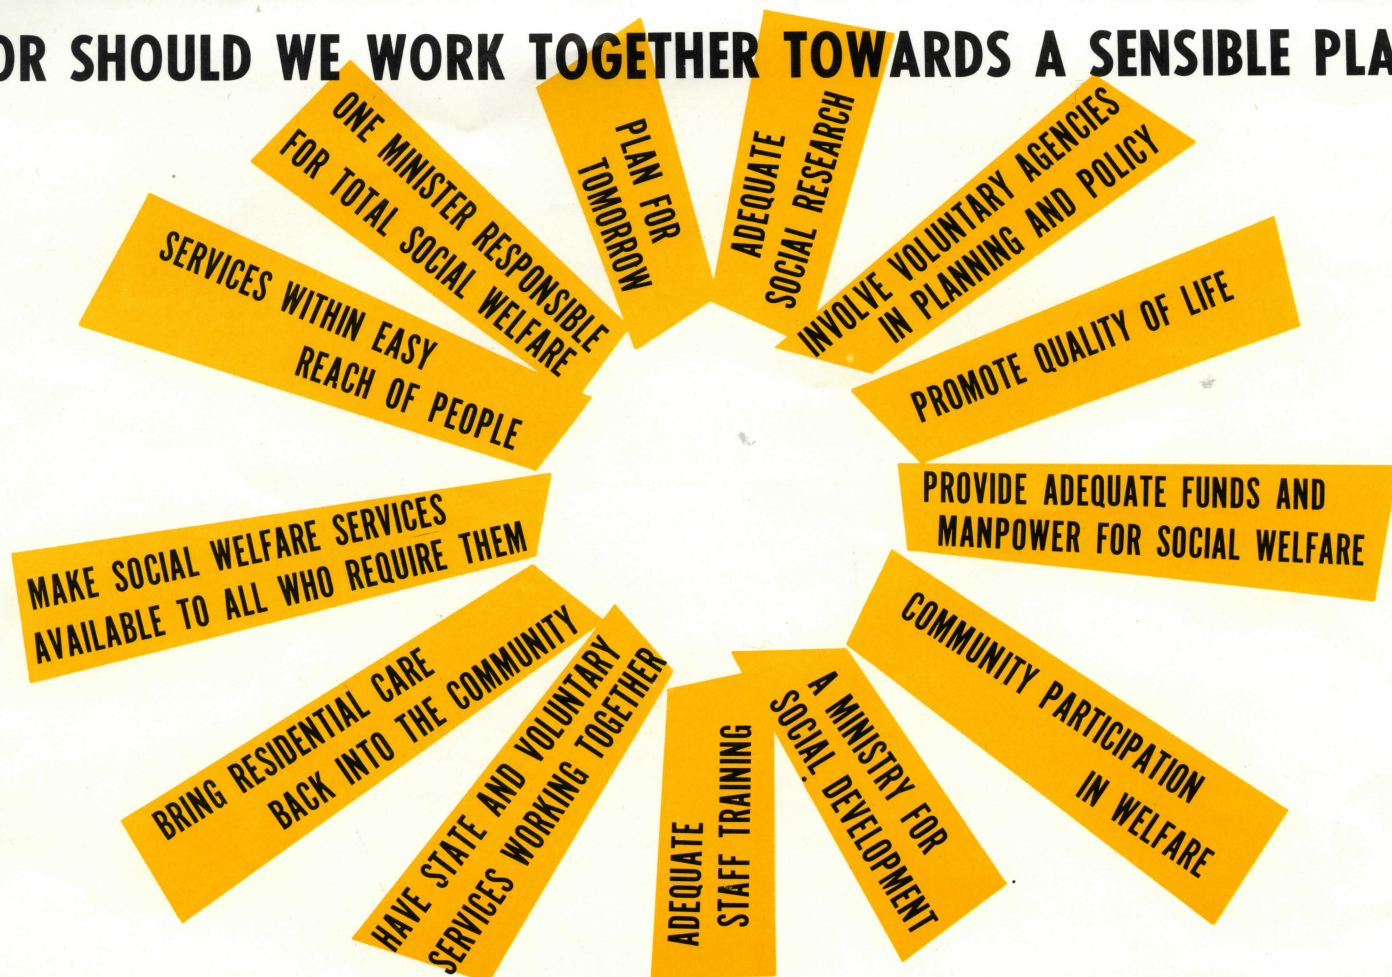 OR SHOULD WE WORK TOGETHER TOWARDS A SENSIBLE PLA
PLAN FOR
TOMORROW
ADEQUATE
SOCIAL RESEARCH
INVOLVE VOLUNTARY AGENCIES
IN PLANNING AND POLICY
PROMOTE QUALITY OF LIFE
PROVIDE ADEQUATE FUNDS AND
MANPOWER FOR SOCIAL WELFARE
COMMUNITY PARTICIPATION
IN WELFARE
A MINISTRY FOR
SOCIAL DEVELOPMENT
ADEQUATE
STAFF TRAINING
HAVE STATE AND VOLUNTARY
SERVICES WORKING TOGETHER
BRING RESIDENTIAL CARE
BACK INTO THE COMMUNITY
MAKE SOCIAL WELFARE SERVICES
AVAILABLE TO ALL WHO REQUIRE THEM
SERVICES WITHIN EASY
REACH OF PEOPLE
ONE MINISTER RESPONSIBLE
FOR TOTAL SOCIAL WELFARE